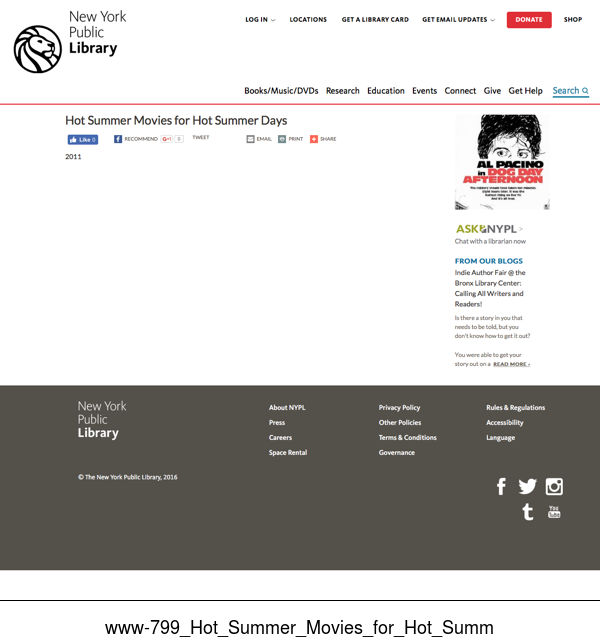 New York
Public
Library
LOG IN
LOCATIONS
GET A LIBRARY CARD
GET EMAIL UPDATES
DONATE
SHOP
Books/Music/DVDs
Research
Education
Events
Connect
Give
Get Help
Search
Hot Summer Movies for Hot Summer Days
Like 0
RECOMMEND
G+1 0
TWEET
EMAIL
PRINT
SHARE
2011
AL PACINO
in DOG DAY
AFTERNOON
And it's all true.
ASK NYPL >
Chat with a librarian now
FROM OUR BLOGS
Indie Author Fair @ the
Bronx Library Center:
Calling All Writers and
Readers!
Is there a story in you that
needs to be told, but you
don't know how to get it out?
You were able to get your
story out on a READ MORE ›
New York
Public
Library
About NYPL
Press
Careers
Space Rental
Privacy Policy
Other Policies
Terms & Conditions
Governance
Rules & Regulations
Accessibility
Language
© The New York Public Library, 2016
You
Tube
www-799_Hot_Summer_Movies_for_Hot_Summ